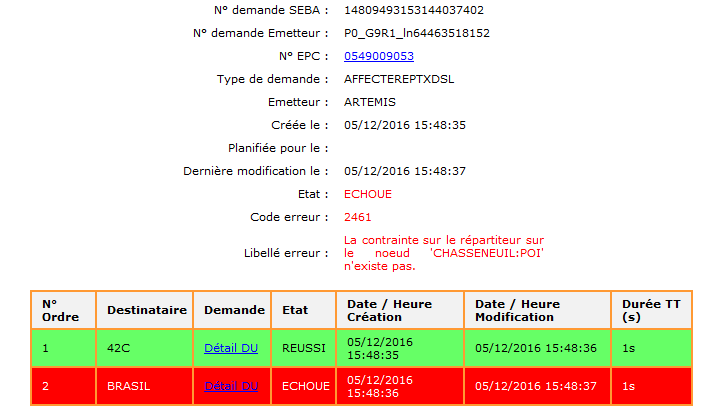 N° demande SEBA : 14809493153144037402
N° demande Emetteur : P0_G9R1_ln64463518152
N° EPC : 0549009053
Type de demande : AFFECTEREPTXDSL
Emetteur : ARTEMIS
Créée le : 05/12/2016 15:48:35
Planifiée pour le :
Dernière modification le : 05/12/2016 15:48:37
Etat : ECHOUE
Code erreur : 2461
Libellé erreur : La contrainte sur le répartiteur sur
le noeud 'CHASSENEUIL:POI'
n'existe pas.
N° Ordre Destinataire Demande Etat Date / Heure Création Date / Heure Modification Durée TT (s)
1 42C Détail DU REUSSI 05/12/2016 15:48:35 05/12/2016 15:48:36 1s
2 BRASIL Détail DU ECHOUE 05/12/2016 15:48:36 05/12/2016 15:48:37 1s